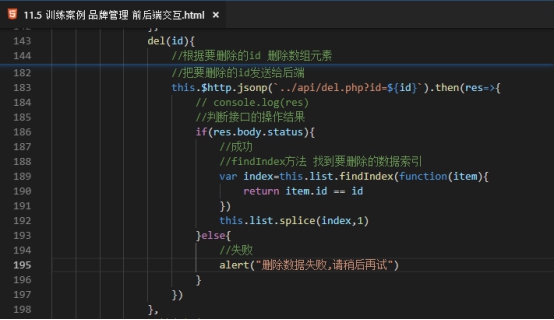 11.5 训练案例 品牌管理 前后端交互.html ×
143 del(id){
144 //根据要删除的id 删除数组元素
182 //把要删除的id发送给后端
183 this.$http.jsonp(`../api/del.php?id=${id}`).then(res=>{
184 // console.log(res)
185 //判断接口的操作结果
186 if(res.body.status){
187 //成功
188 //findIndex方法 找到要删除的数据索引
189 var index=this.list.findIndex(function(item){
190 return item.id == id
191 })
192 this.list.splice(index,1)
193 }else{
194 //失败
195 alert("删除数据失败,请稍后再试")
196 }
197 })
198 },